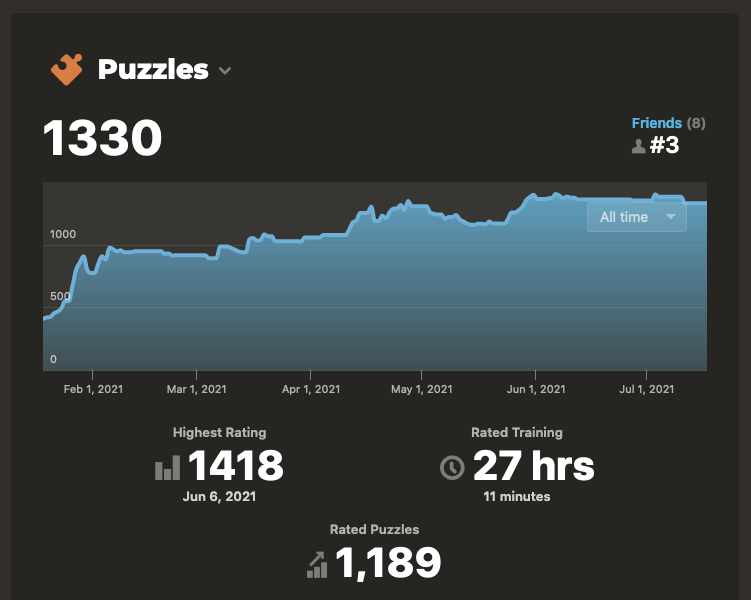 Puzzles
1330
Friends (8)
#3
All time
1000
500
0
Feb 1, 2021 Mar 1, 2021 Apr 1, 2021 May 1, 2021 Jun 1, 2021 Jul 1, 2021
Highest Rating
1418
Jun 6, 2021
Rated Training
27 hrs
11 minutes
Rated Puzzles
1,189